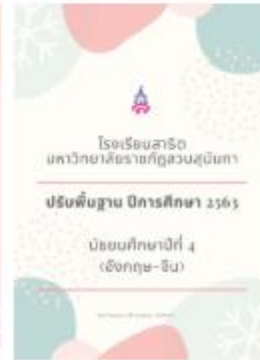 โรงเรียนสาธิต
มหาวิทยาลัยราชภัฏสวนสุนันทา
ปรับพื้นฐาน ปีการศึกษา 2563
มัธยมศึกษาปีที่ 4
(อังกฤษ-จีน)